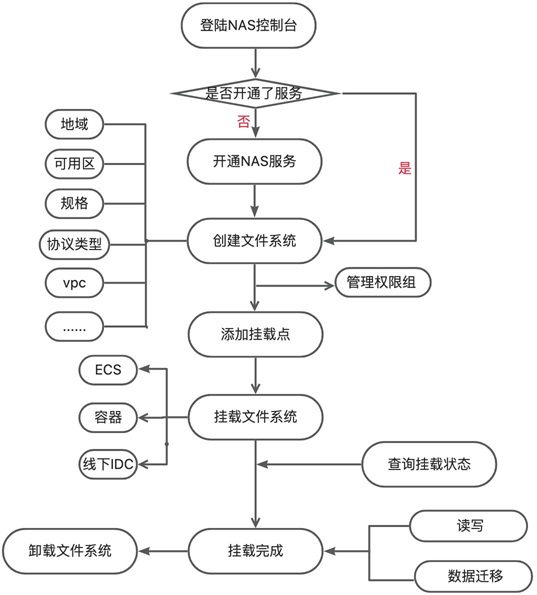 登陆NAS控制台
是否开通了服务
否
是
开通NAS服务
地域
可用区
规格
协议类型
vpc
......
创建文件系统
管理权限组
添加挂载点
ECS
容器
线下IDC
挂载文件系统
查询挂载状态
卸载文件系统
挂载完成
读写
数据迁移